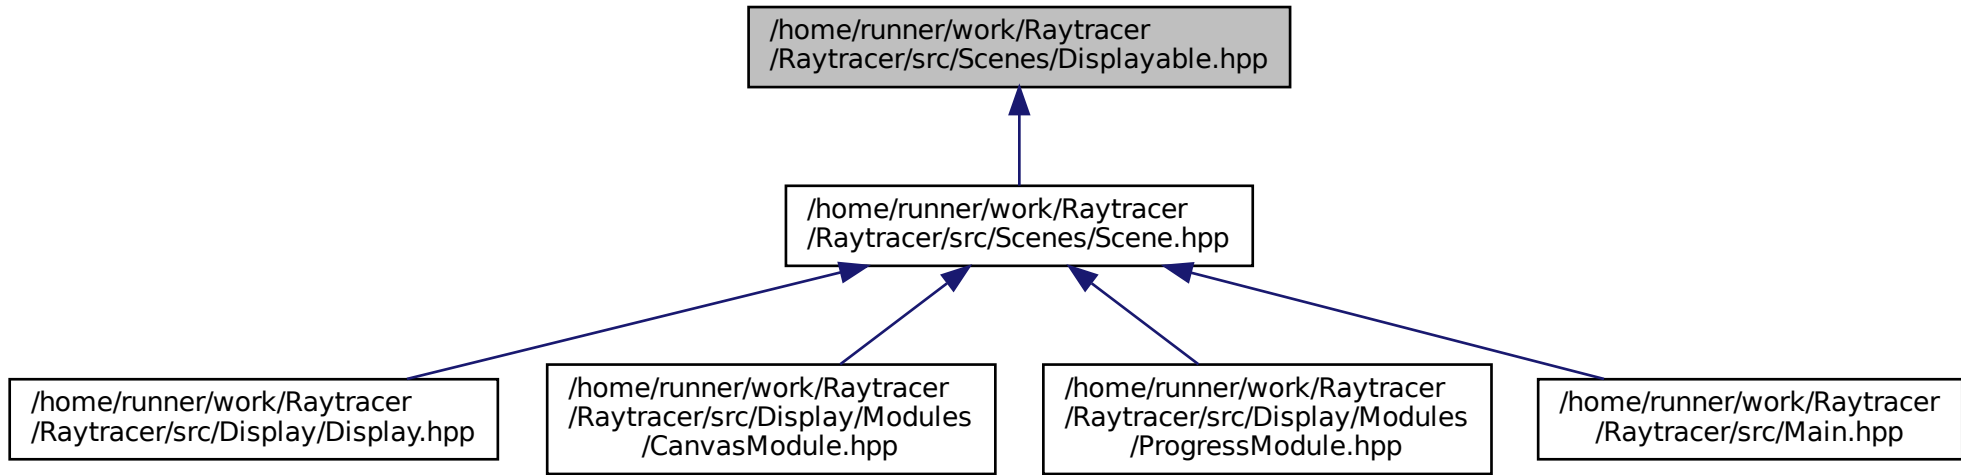 /home/runner/work/Raytracer
/Raytracer/src/Scenes/Displayable.hpp
/home/runner/work/Raytracer
/Raytracer/src/Scenes/Scene.hpp
/home/runner/work/Raytracer
/Raytracer/src/Display/Display.hpp
/home/runner/work/Raytracer
/Raytracer/src/Display/Modules
/CanvasModule.hpp
/home/runner/work/Raytracer
/Raytracer/src/Display/Modules
/ProgressModule.hpp
/home/runner/work/Raytracer
/Raytracer/src/Main.hpp